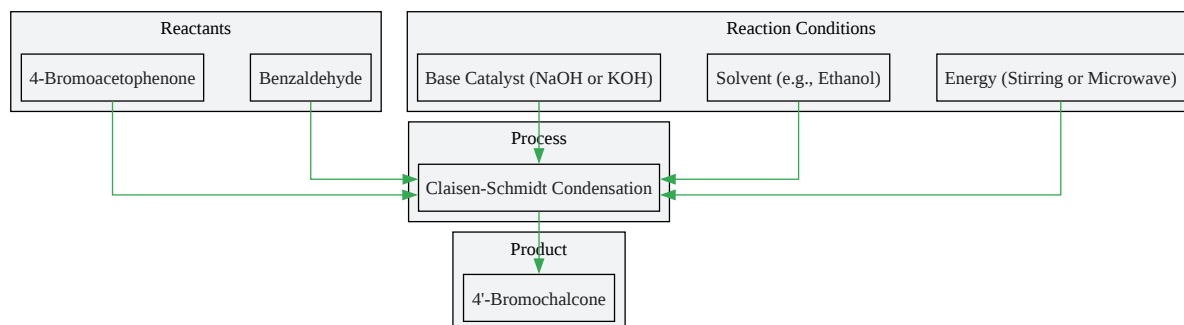 Reactants
Reaction Conditions
4-Bromoacetophenone
Benzaldehyde
Base Catalyst (NaOH or KOH)
Solvent (e.g., Ethanol)
Energy (Stirring or Microwave)
Process
Claisen-Schmidt Condensation
Product
4'-Bromochalcone